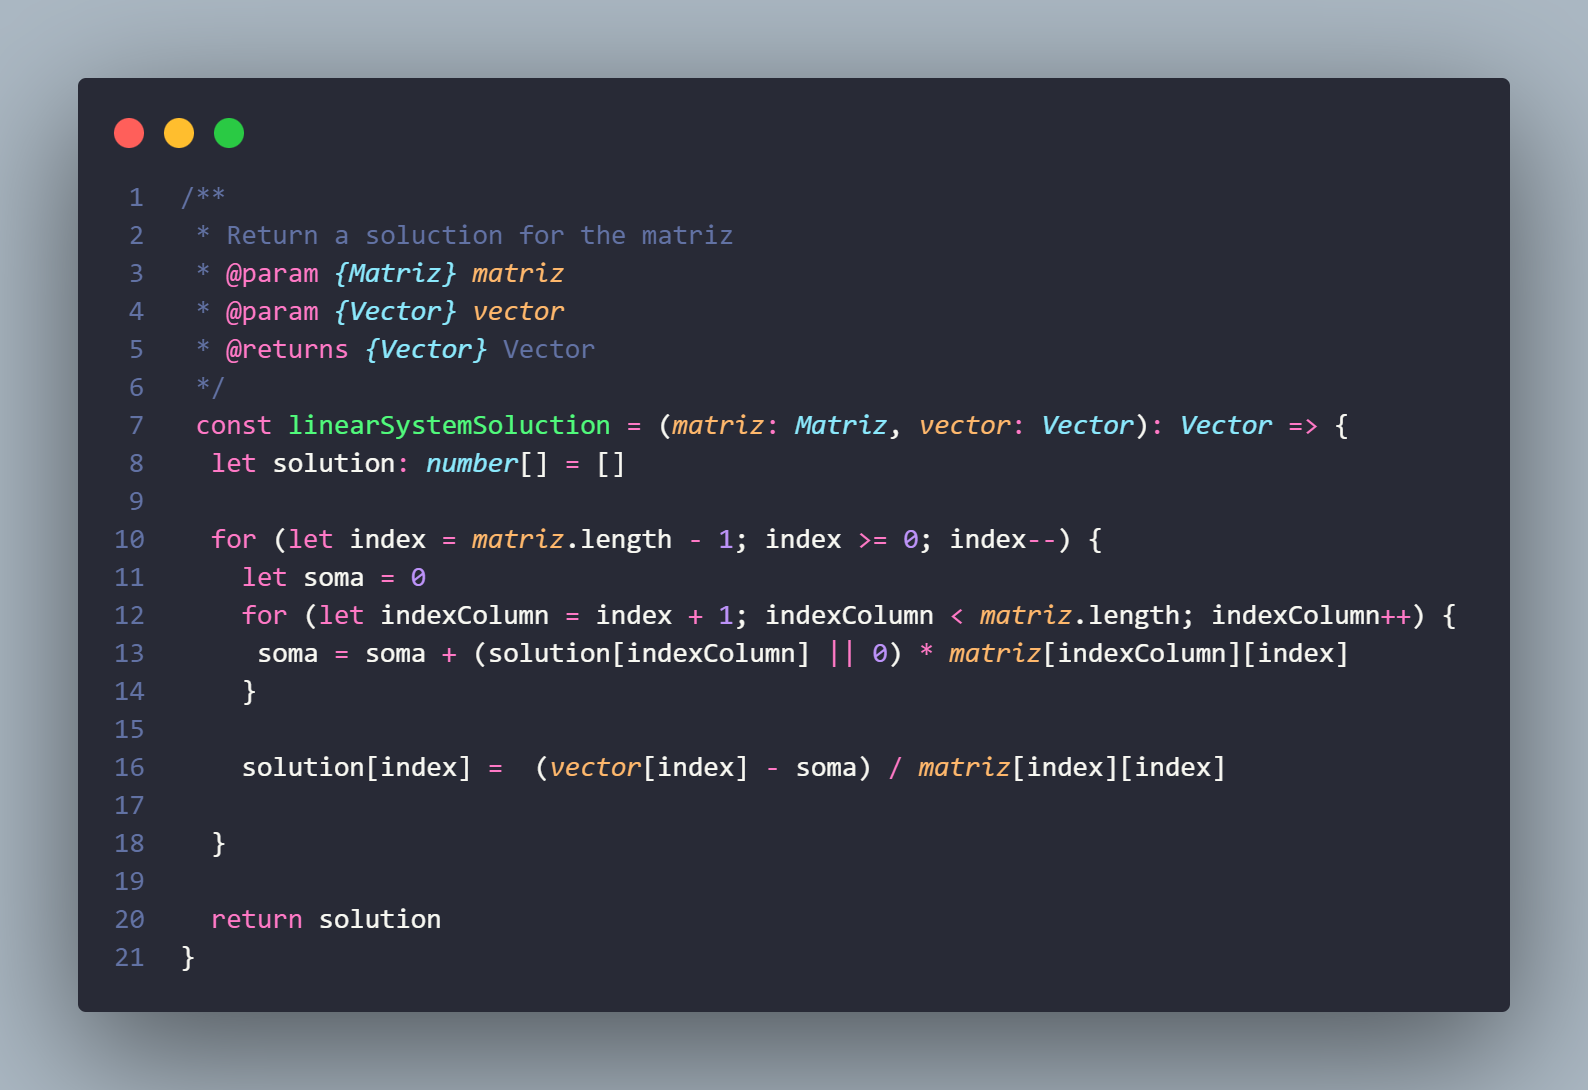 1 /**
2  * Return a soluction for the matriz
3  * @param {Matriz} matriz
4  * @param {Vector} vector
5  * @returns {Vector} Vector
6  */
7  const linearSystemSoluction = (matriz: Matriz, vector: Vector): Vector => {
8   let solution: number[] = []
9
10   for (let index = matriz.length - 1; index >= 0; index--) {
11     let soma = 0
12     for (let indexColumn = index + 1; indexColumn < matriz.length; indexColumn++) {
13      soma = soma + (solution[indexColumn] || 0) * matriz[indexColumn][index]
14     }
15
16     solution[index] =  (vector[index] - soma) / matriz[index][index]
17
18   }
19
20   return solution
21 }